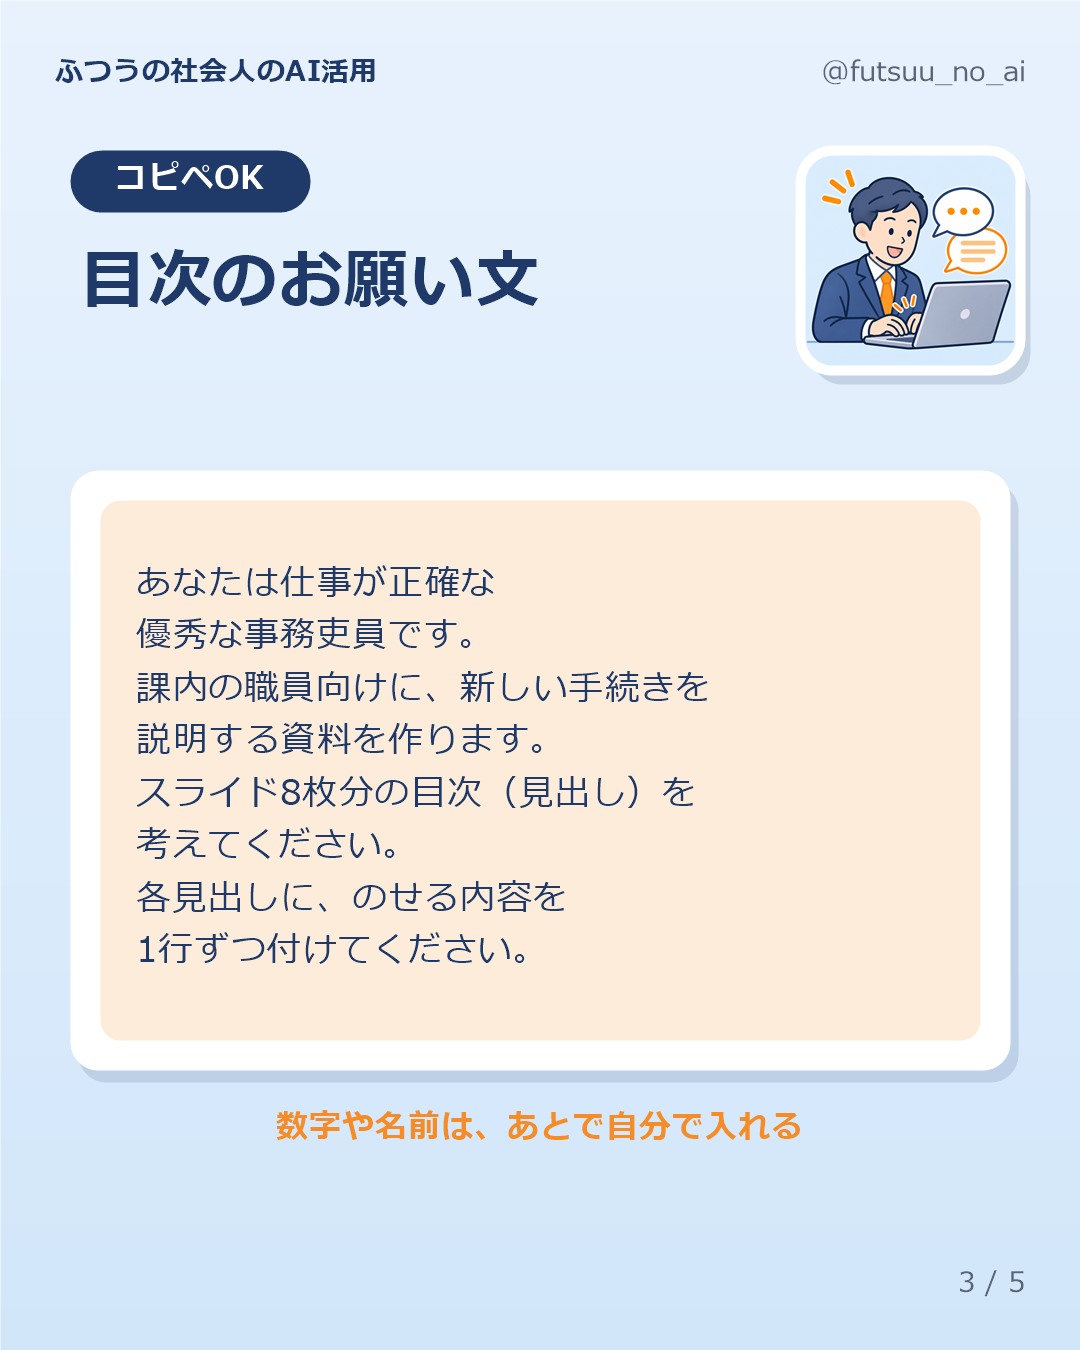 ふつうの社会人のAI活用
@futsuu_no_ai
コピペOK
目次のお願い文
あなたは仕事が正確な
優秀な事務吏員です。
課内の職員向けに、新しい手続きを
説明する資料を作ります。
スライド8枚分の目次（見出し）を
考えてください。
各見出しに、のせる内容を
1行ずつ付けてください。
数字や名前は、あとで自分で入れる
3 / 5